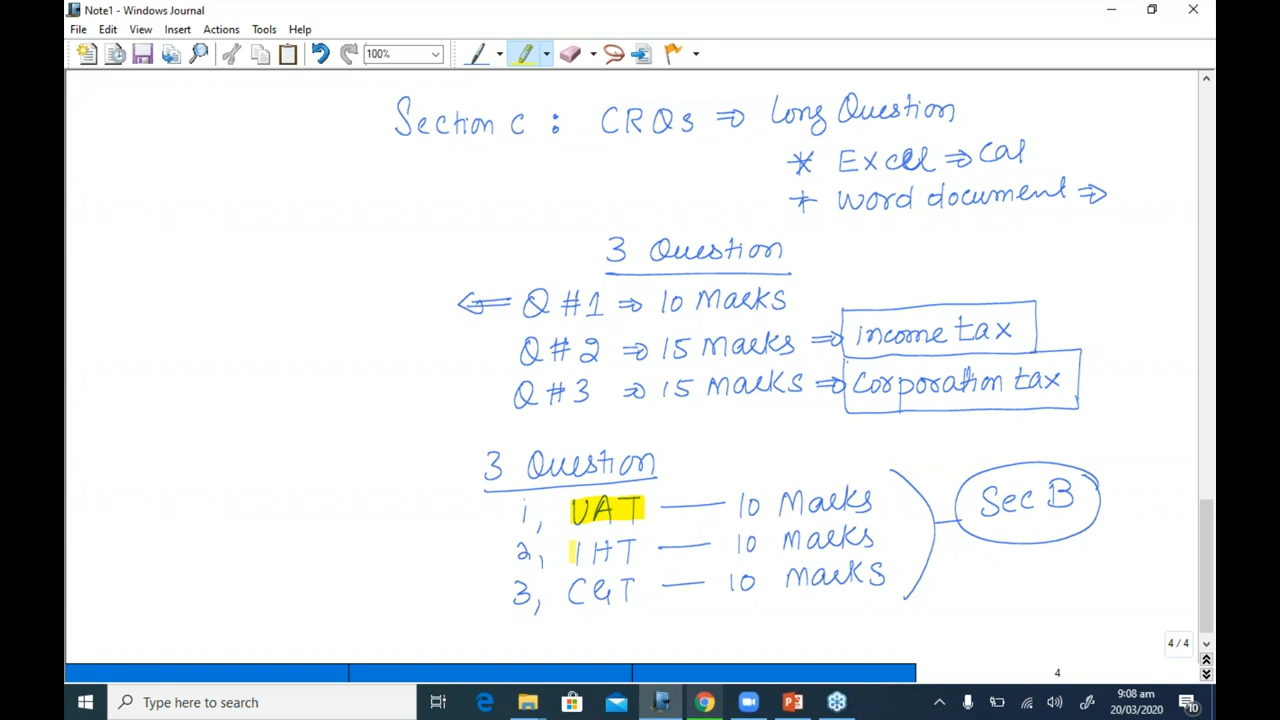 Note1 - Windows Journal
File Edit View Insert Actions Tools Help
100%
Section C : CRQs ⇒ Long Question
* Excel ⇒ Cal
* Word document ⇒
3 Question
⇐ Q #1 ⇒ 10 Marks
Q #2 ⇒ 15 Marks ⇒ income tax
Q #3 ⇒ 15 Marks ⇒ corporation tax
3 Question
1, VAT — 10 Marks
2, IHT — 10 Marks
3, CGT — 10 Marks
Sec B
4 / 4
4
Type here to search
9:08 am
20/03/2020
10